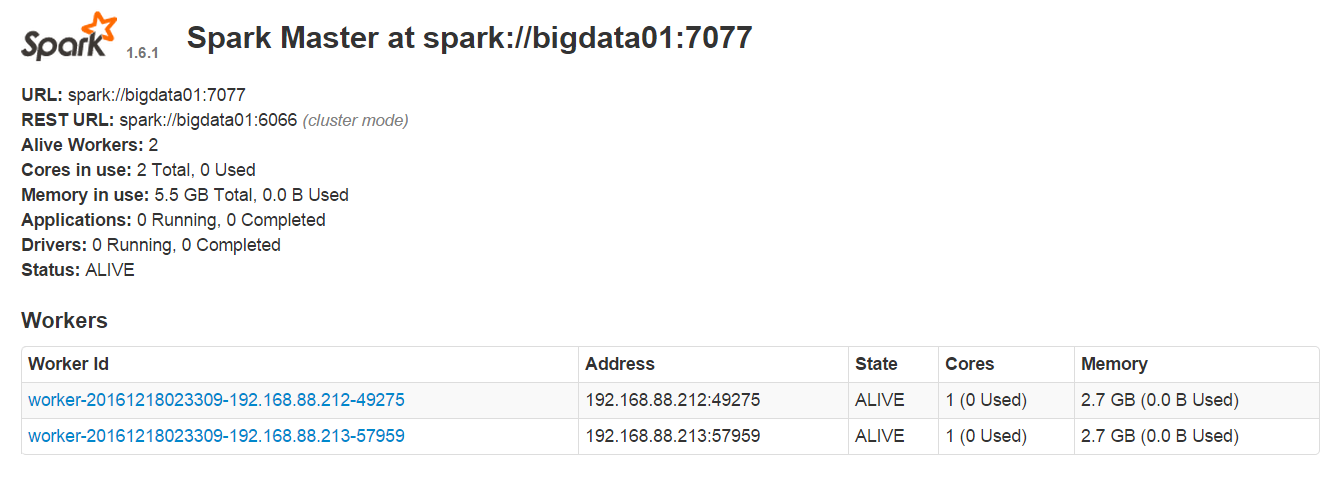 Spark 1.6.1 Spark Master at spark://bigdata01:7077
URL: spark://bigdata01:7077
REST URL: spark://bigdata01:6066 (cluster mode)
Alive Workers: 2
Cores in use: 2 Total, 0 Used
Memory in use: 5.5 GB Total, 0.0 B Used
Applications: 0 Running, 0 Completed
Drivers: 0 Running, 0 Completed
Status: ALIVE
Workers
Worker Id Address State Cores Memory
worker-20161218023309-192.168.88.212-49275 192.168.88.212:49275 ALIVE 1 (0 Used) 2.7 GB (0.0 B Used)
worker-20161218023309-192.168.88.213-57959 192.168.88.213:57959 ALIVE 1 (0 Used) 2.7 GB (0.0 B Used)